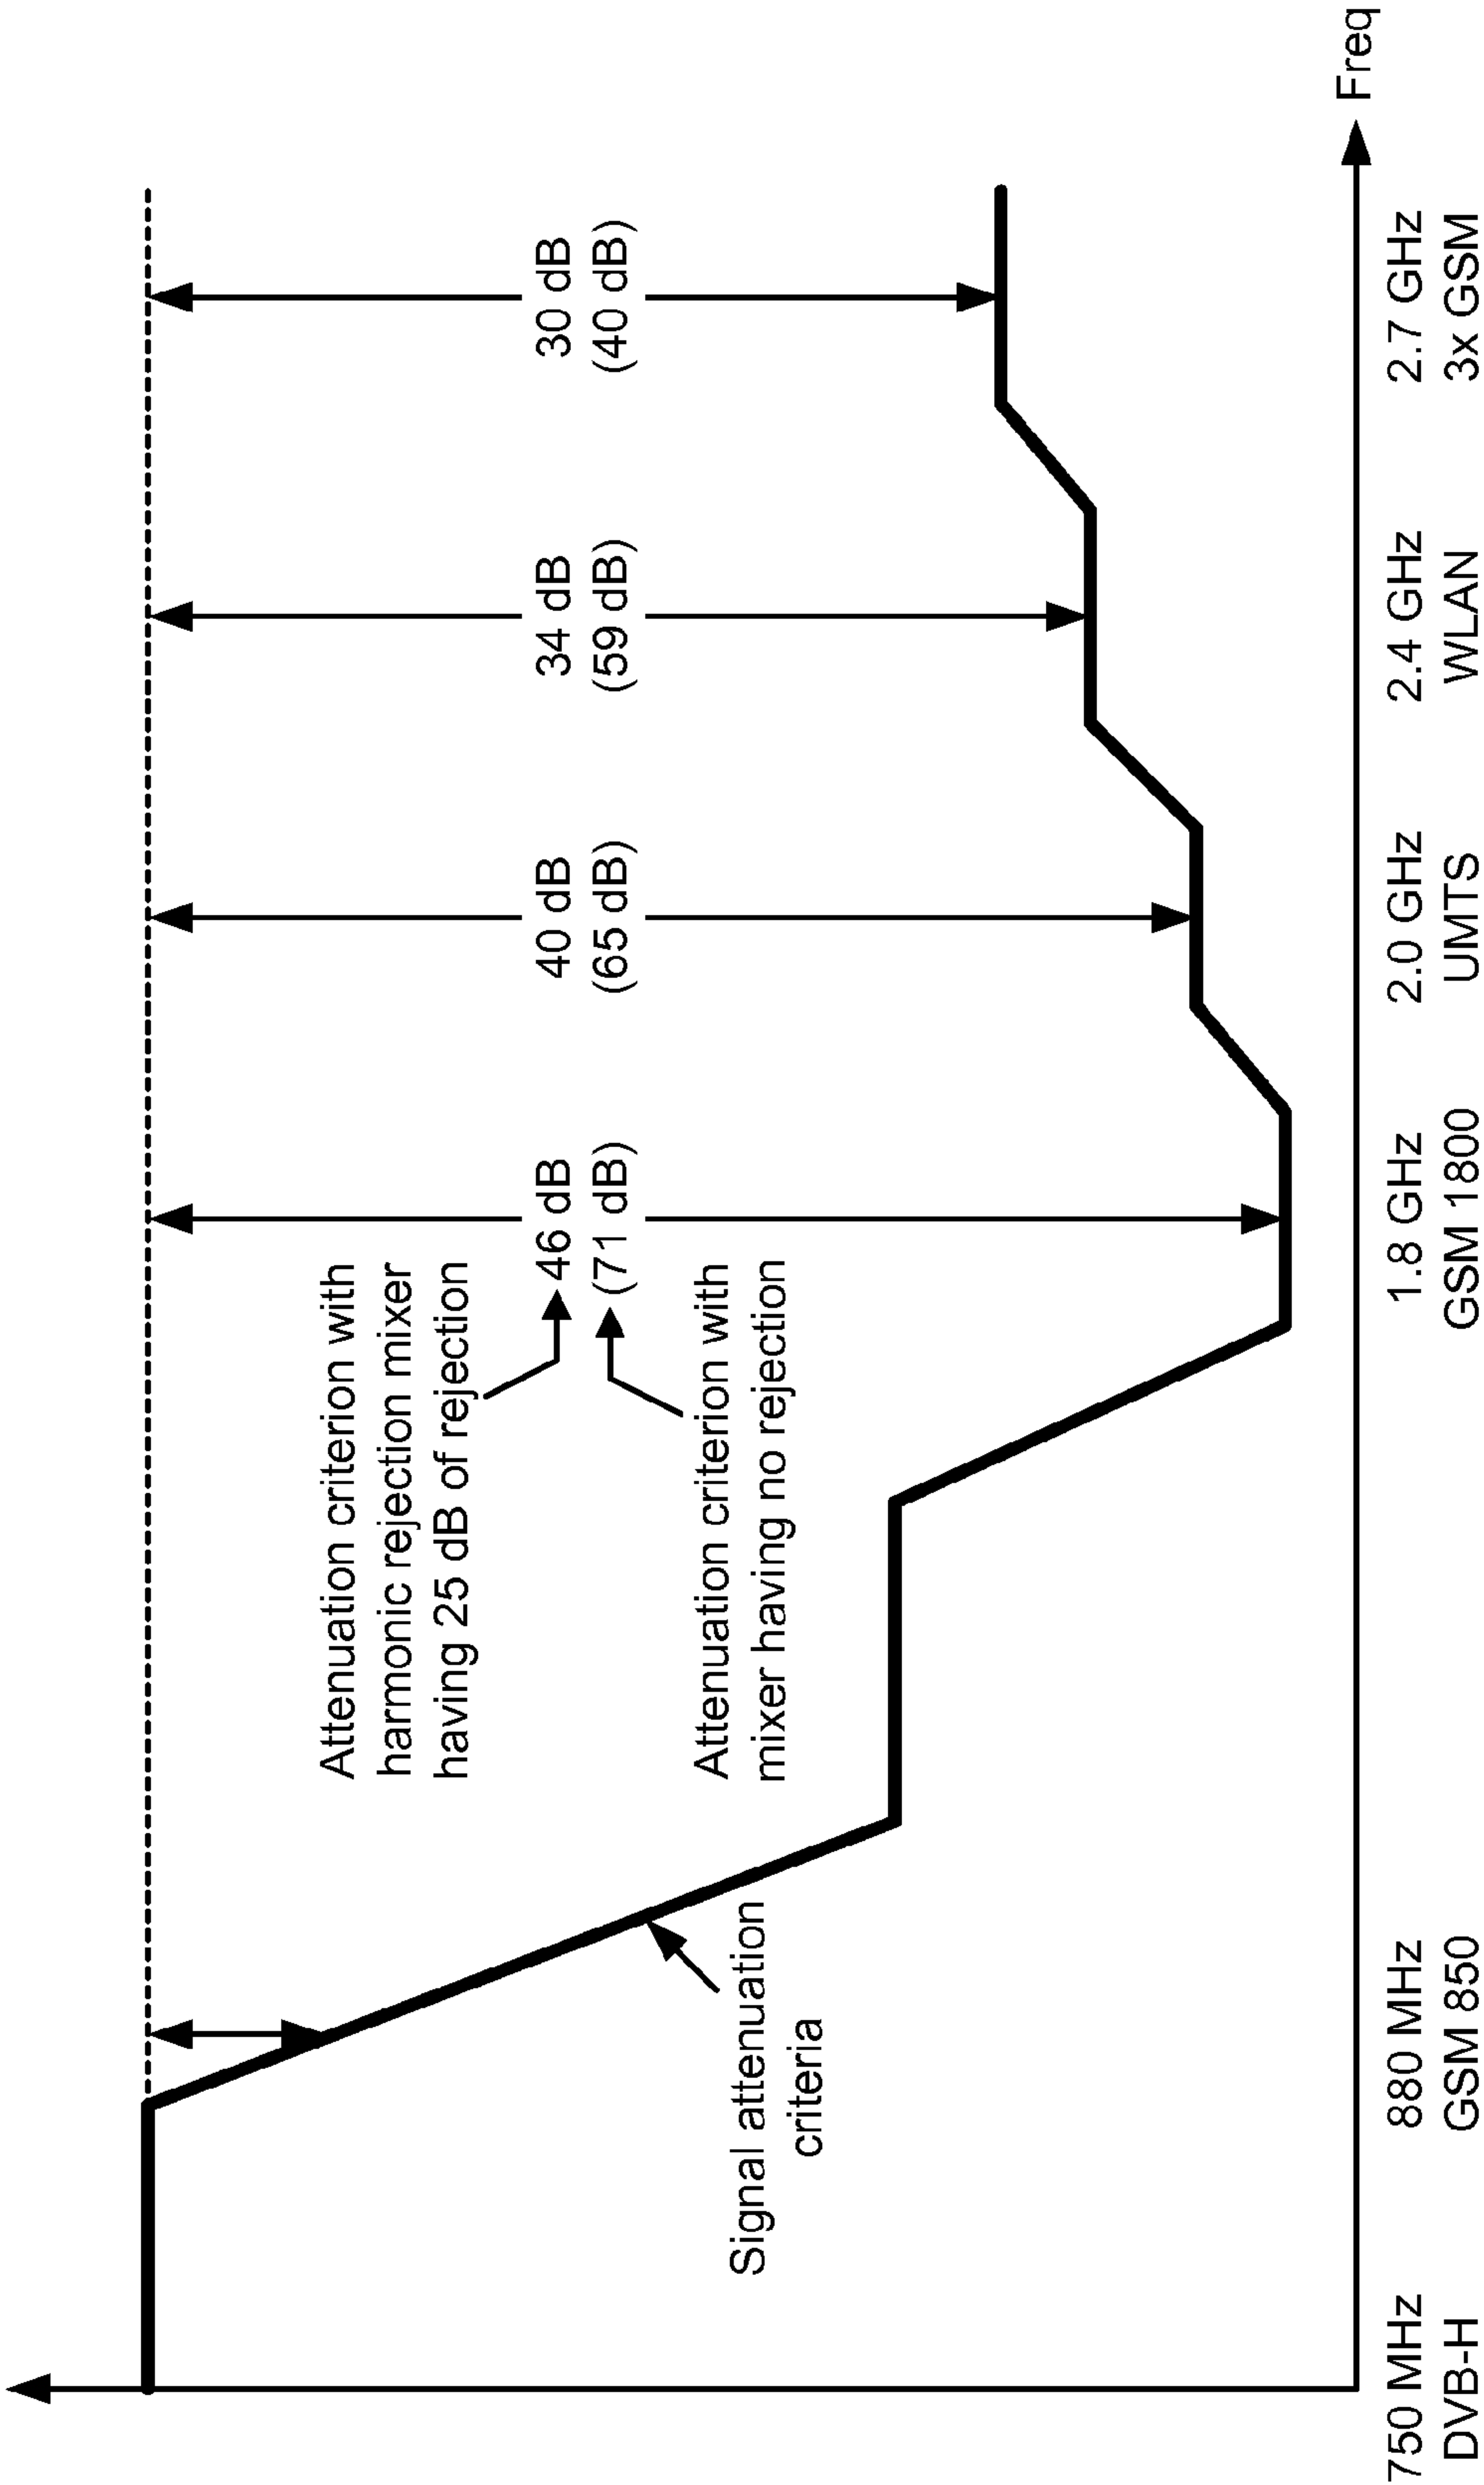 Attenuation criterion with
harmonic rejection mixer
having 25 dB of rejection
46 dB
(71 dB)
40 dB
(65 dB)
34 dB
(59 dB)
30 dB
(40 dB)
Attenuation criterion with
mixer having no rejection
Signal attenuation
criteria
Freq
750 MHz
DVB-H
880 MHz
GSM 850
1.8 GHz
GSM 1800
2.0 GHz
UMTS
2.4 GHz
WLAN
2.7 GHz
3x GSM